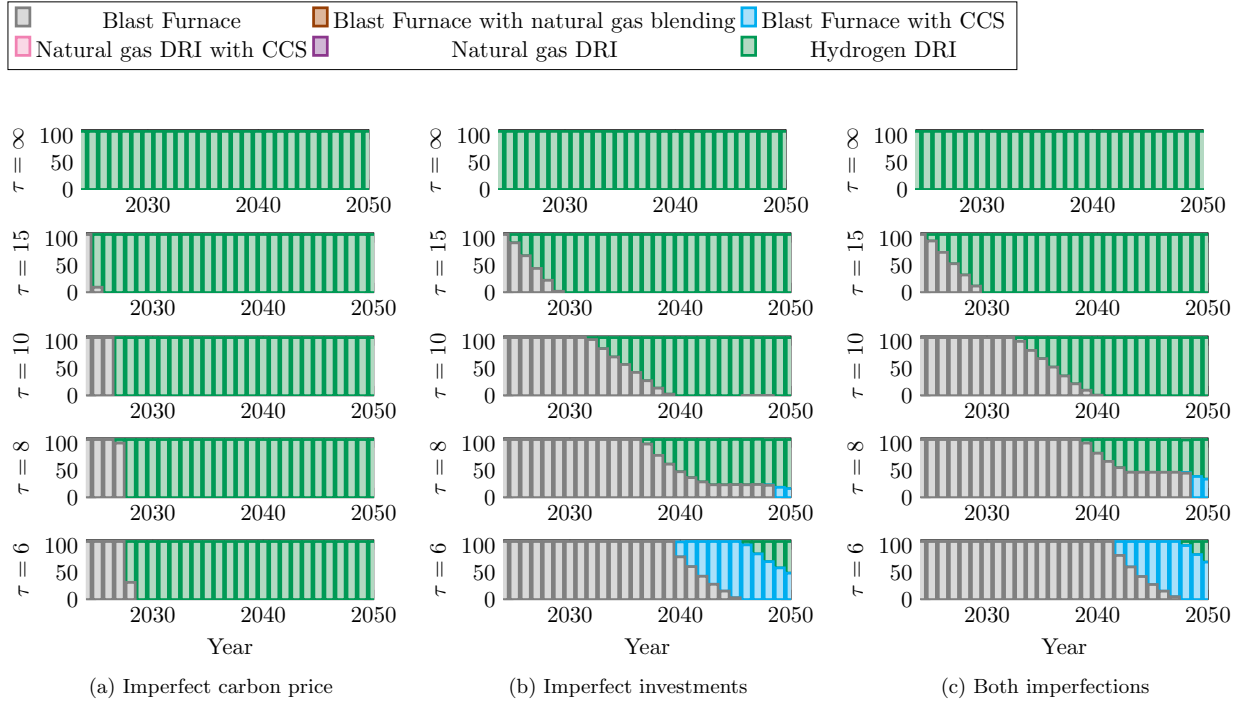 Blast Furnace Blast Furnace with natural gas blending Blast Furnace with CCS
Natural gas DRI with CCS Natural gas DRI Hydrogen DRI
τ = ∞ 100 50 0 2030 2040 2050
100 50 0 2030 2040 2050
τ = ∞ 100 50 0 2030 2040 2050
τ = ∞
τ = 15 100 50 0 2030 2040 2050
τ = 15 100 50 0 2030 2040 2050
τ = 15 100 50 0 2030 2040 2050
τ = 10 100 50 0 2030 2040 2050
τ = 10 100 50 0 2030 2040 2050
τ = 10 100 50 0 2030 2040 2050
τ = 8 100 50 0 2030 2040 2050
τ = 8 100 50 0 2030 2040 2050
τ = 8 100 50 0 2030 2040 2050
τ = 6 100 50 0 2030 2040 2050
τ = 6 100 50 0 2030 2040 2050
τ = 6 100 50 0 2030 2040 2050
Year Year Year
(a) Imperfect carbon price (b) Imperfect investments (c) Both imperfections